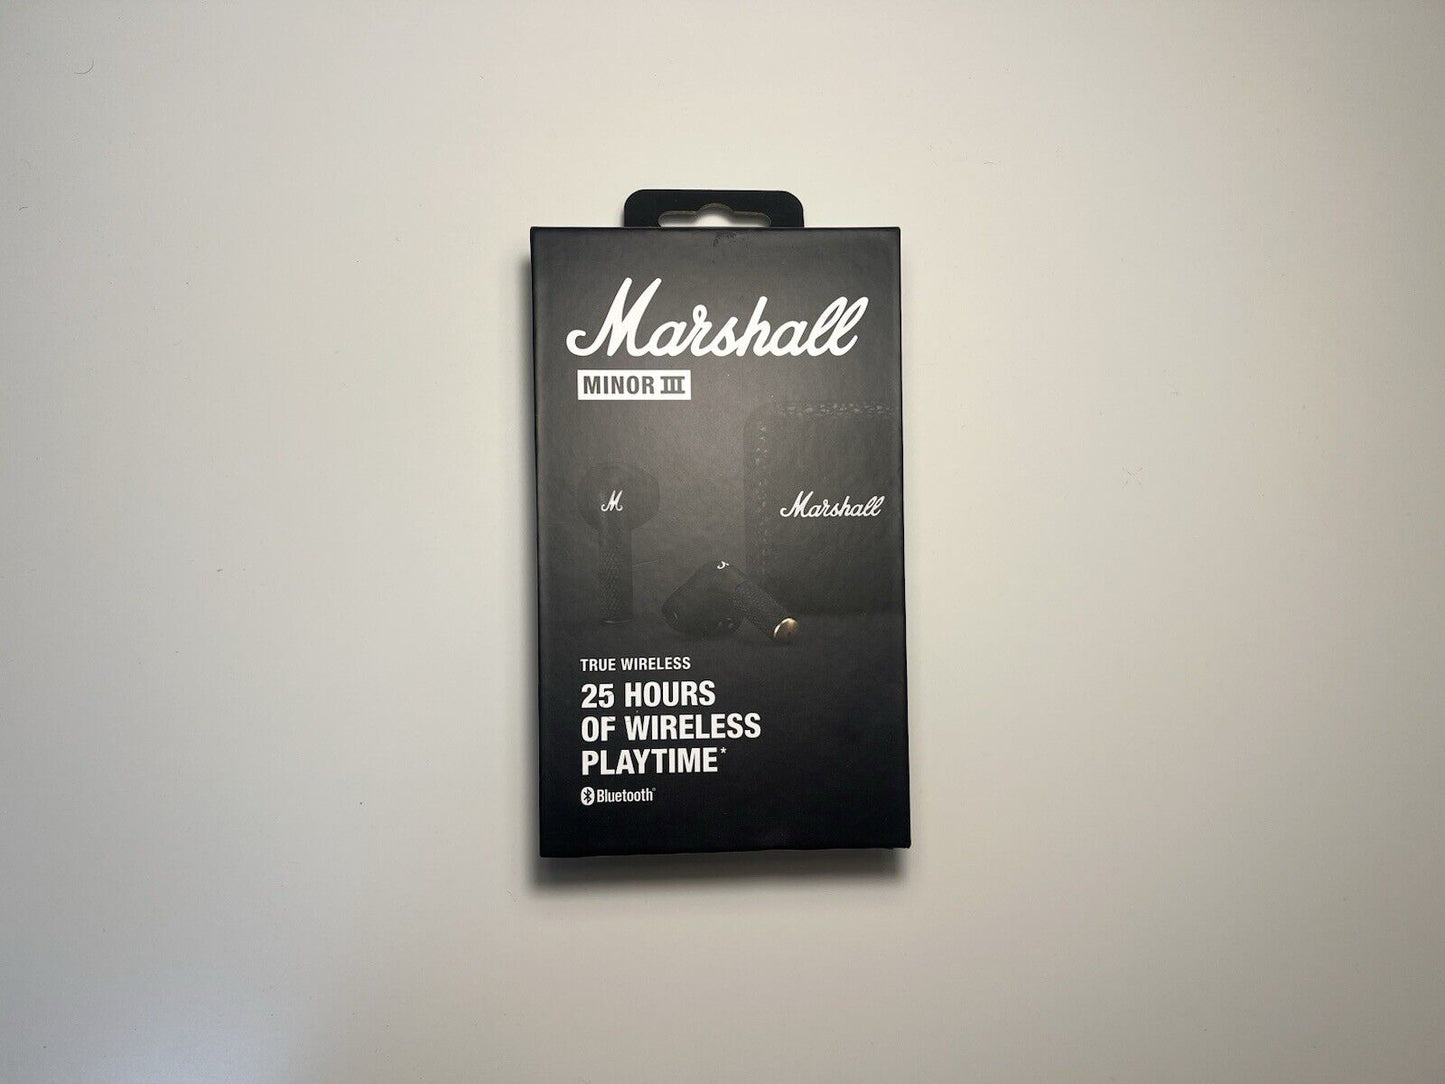 Marshall
MINOR III
M
Marshall
TRUE WIRELESS
25 HOURS
OF WIRELESS
PLAYTIME*
Bluetooth®